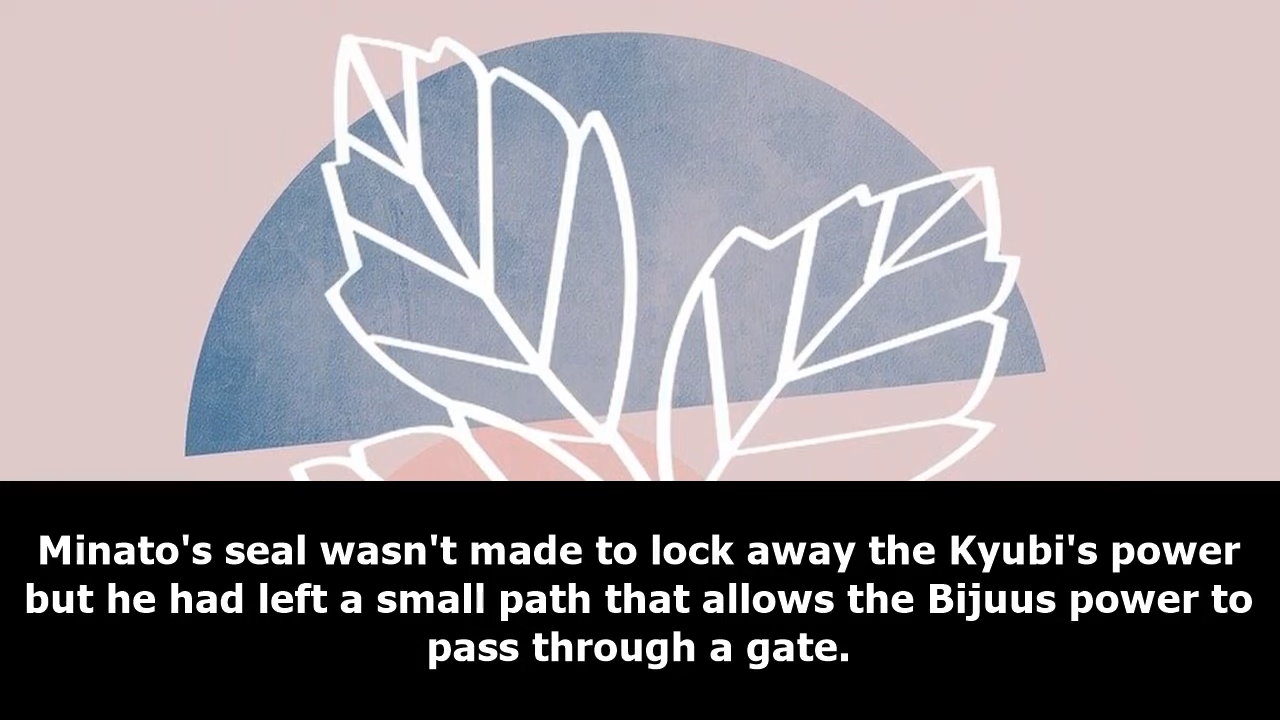 Minato's seal wasn't made to lock away the Kyubi's power
but he had left a small path that allows the Bijuus power to
pass through a gate.